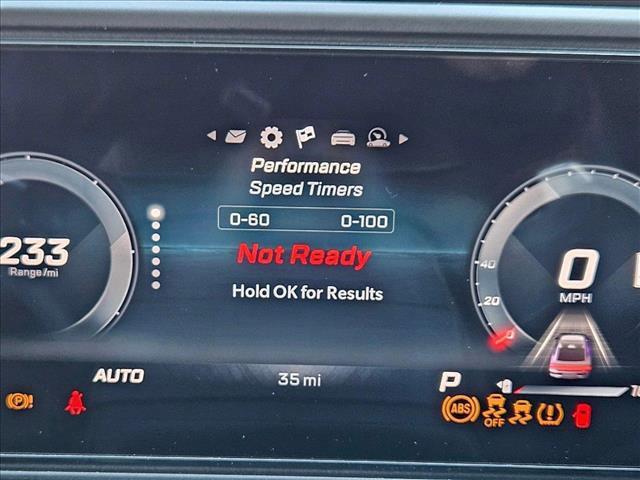 Performance
Speed Timers
0-60 0-100
Not Ready
Hold OK for Results
233
Range/mi
40
20
0
MPH
AUTO
35 mi
P
ABS
OFF